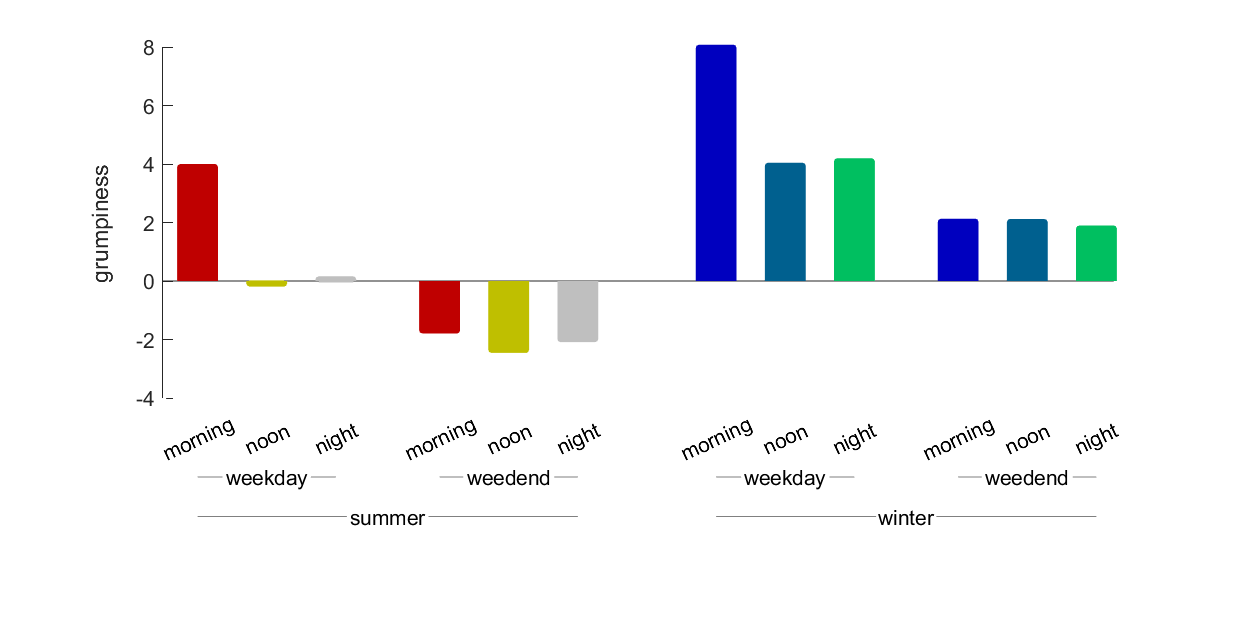 8
6
4
2
0
-2
-4
grumpiness
morning noon night morning noon night morning noon night morning noon night
weekday weedend weekday weedend
summer winter